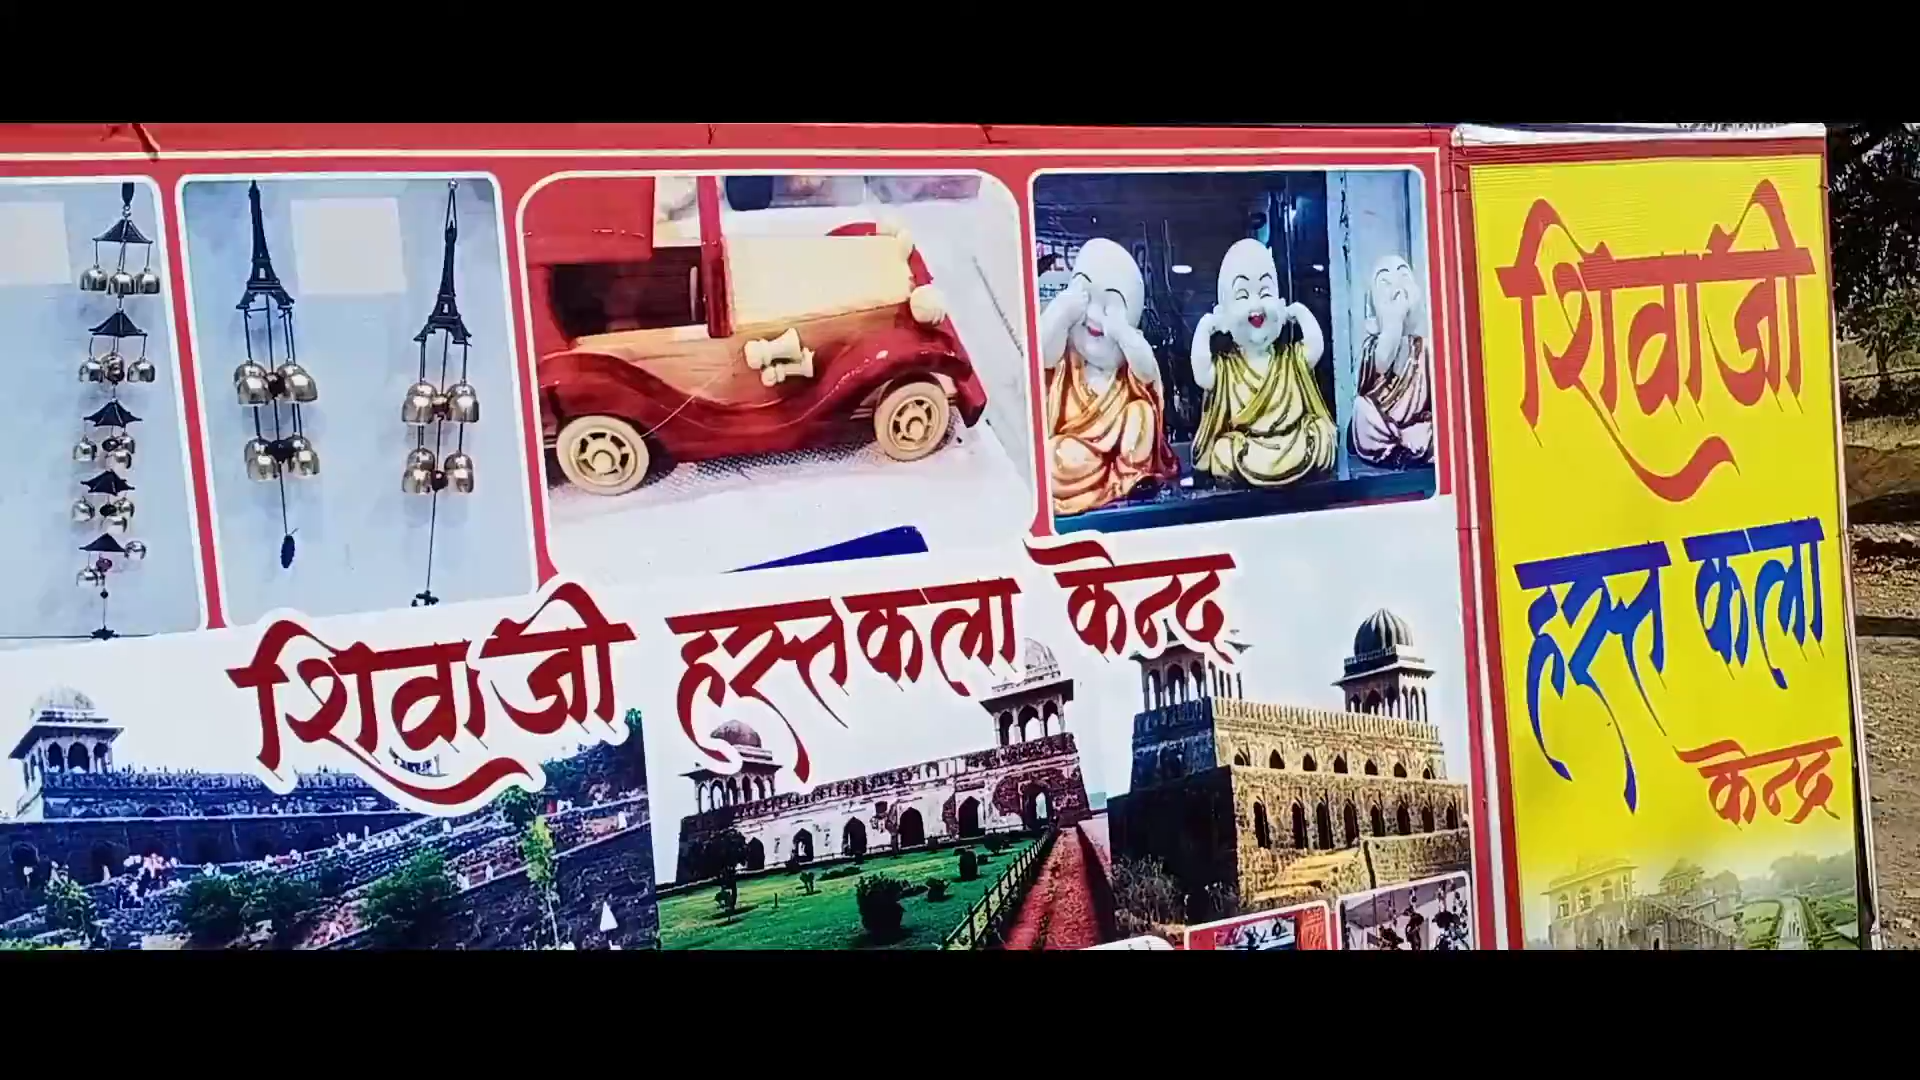 शिवाजी हस्तकला केन्द्र
शिवाजी
हस्त कला
केन्द्र